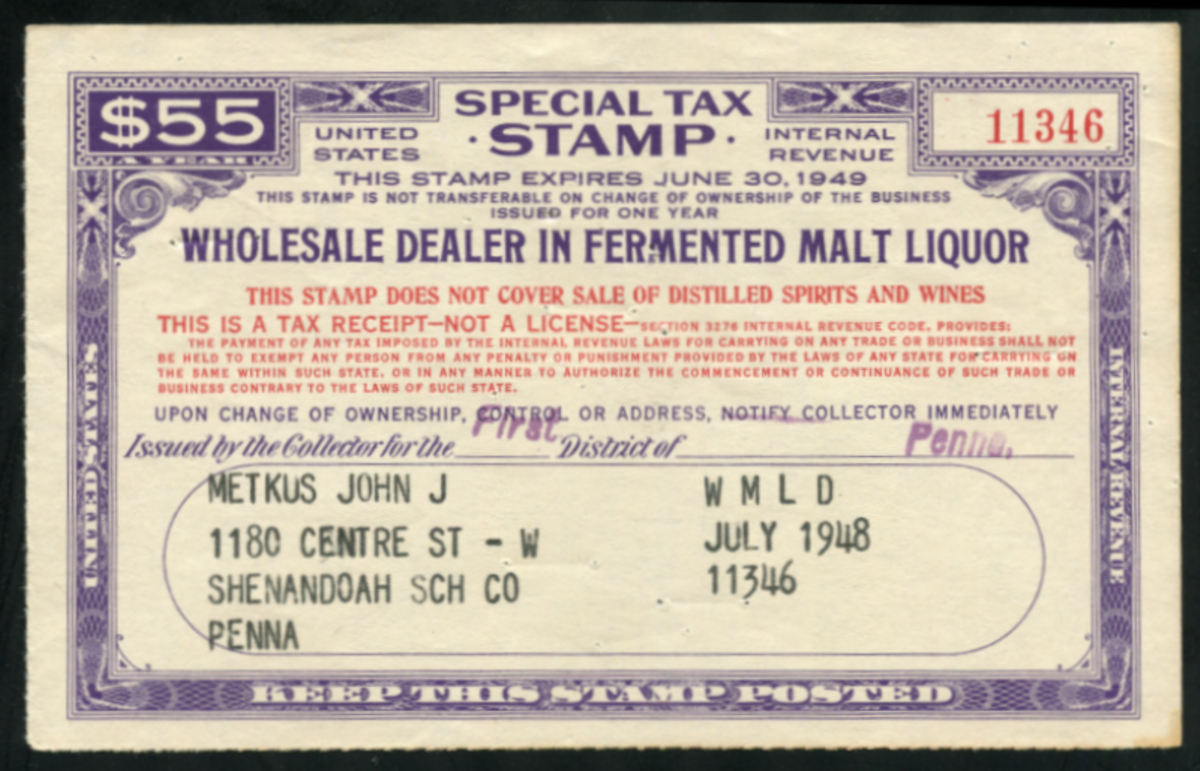 $55
A YEAR
SPECIAL TAX
· STAMP ·
UNITED
STATES
INTERNAL
REVENUE
11346
THIS STAMP EXPIRES JUNE 30, 1949
THIS STAMP IS NOT TRANSFERABLE ON CHANGE OF OWNERSHIP OF THE BUSINESS
ISSUED FOR ONE YEAR
WHOLESALE DEALER IN FERMENTED MALT LIQUOR
THIS STAMP DOES NOT COVER SALE OF DISTILLED SPIRITS AND WINES
THIS IS A TAX RECEIPT—NOT A LICENSE—SECTION 3276 INTERNAL REVENUE CODE, PROVIDES:
THE PAYMENT OF ANY TAX IMPOSED BY THE INTERNAL REVENUE LAWS FOR CARRYING ON ANY TRADE OR BUSINESS SHALL NOT
BE HELD TO EXEMPT ANY PERSON FROM ANY PENALTY OR PUNISHMENT PROVIDED BY THE LAWS OF ANY STATE FOR CARRYING ON
THE SAME WITHIN SUCH STATE, OR IN ANY MANNER TO AUTHORIZE THE COMMENCEMENT OR CONTINUANCE OF SUCH TRADE OR
BUSINESS CONTRARY TO THE LAWS OF SUCH STATE.
UPON CHANGE OF OWNERSHIP, CONTROL OR ADDRESS, NOTIFY COLLECTOR IMMEDIATELY
Issued by the Collector for the First District of Penna.
METKUS JOHN J W M L D
1180 CENTRE ST - W JULY 1948
SHENANDOAH SCH CO 11346
PENNA
UNITED STATES
INTERNAL REVENUE
KEEP THIS STAMP POSTED